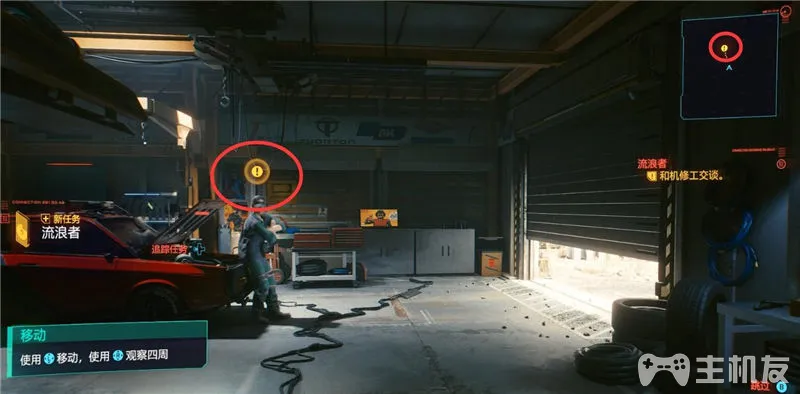 流浪者
和机修工交谈。
新任务
流浪者
追踪任务
移动
使用移动，使用观察四周
主机友
跳过